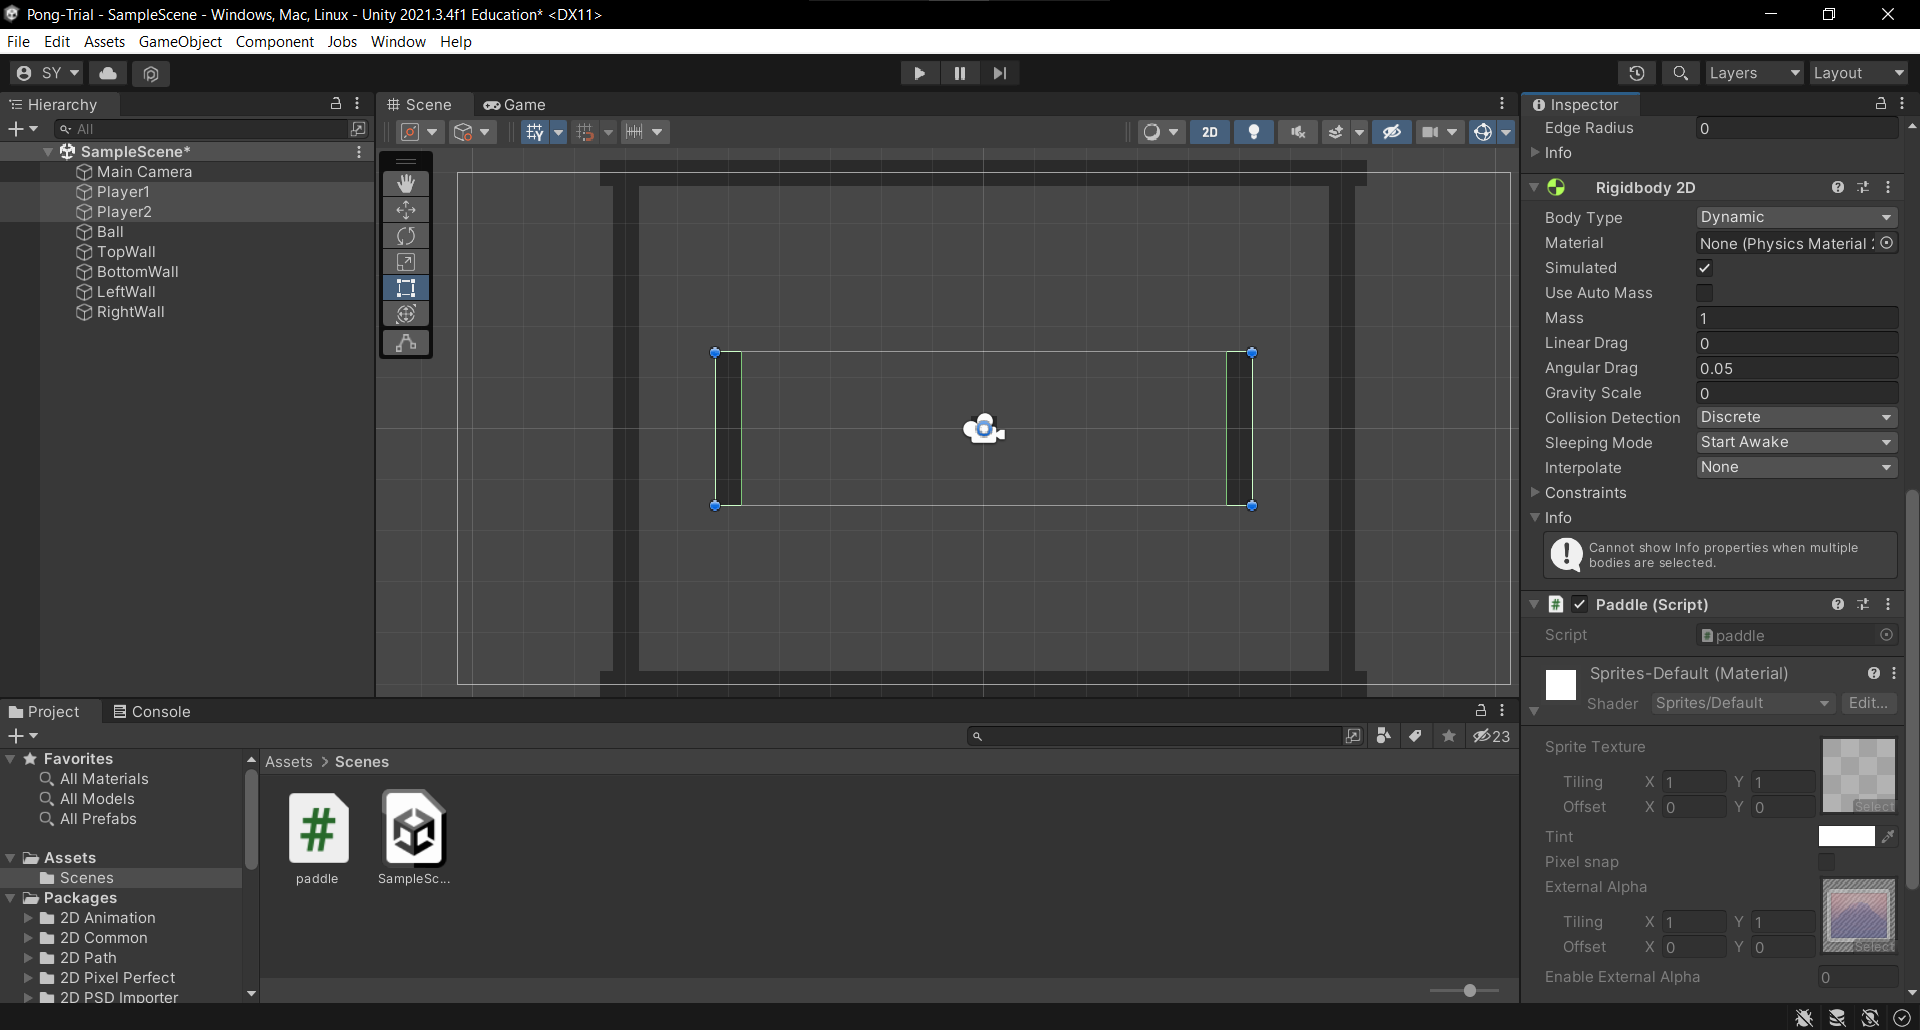 Pong-Trial - SampleScene - Windows, Mac, Linux - Unity 2021.3.4f1 Education* <DX11>
File Edit Assets GameObject Component Jobs Window Help
SY Layers Layout
Hierarchy
All
SampleScene*
Main Camera
Player1
Player2
Ball
TopWall
BottomWall
LeftWall
RightWall
Scene Game
2D
Inspector
Edge Radius 0
Info
Rigidbody 2D
Body Type Dynamic
Material None (Physics Material
Simulated
Use Auto Mass
Mass 1
Linear Drag 0
Angular Drag 0.05
Gravity Scale 0
Collision Detection Discrete
Sleeping Mode Start Awake
Interpolate None
Constraints
Info
Cannot show Info properties when multiple
bodies are selected.
# Paddle (Script)
Script # paddle
Sprites-Default (Material)
Shader Sprites/Default Edit...
Sprite Texture
Tiling X 1 Y 1
Offset X 0 Y 0
Select
Tint
Pixel snap
External Alpha
Tiling X 1 Y 1
Offset X 0 Y 0
Select
Enable External Alpha 0
Project Console
23
Favorites
All Materials
All Models
All Prefabs
Assets
Scenes
Packages
2D Animation
2D Common
2D Path
2D Pixel Perfect
2D PSD Importer
Assets > Scenes
#
paddle SampleSc...